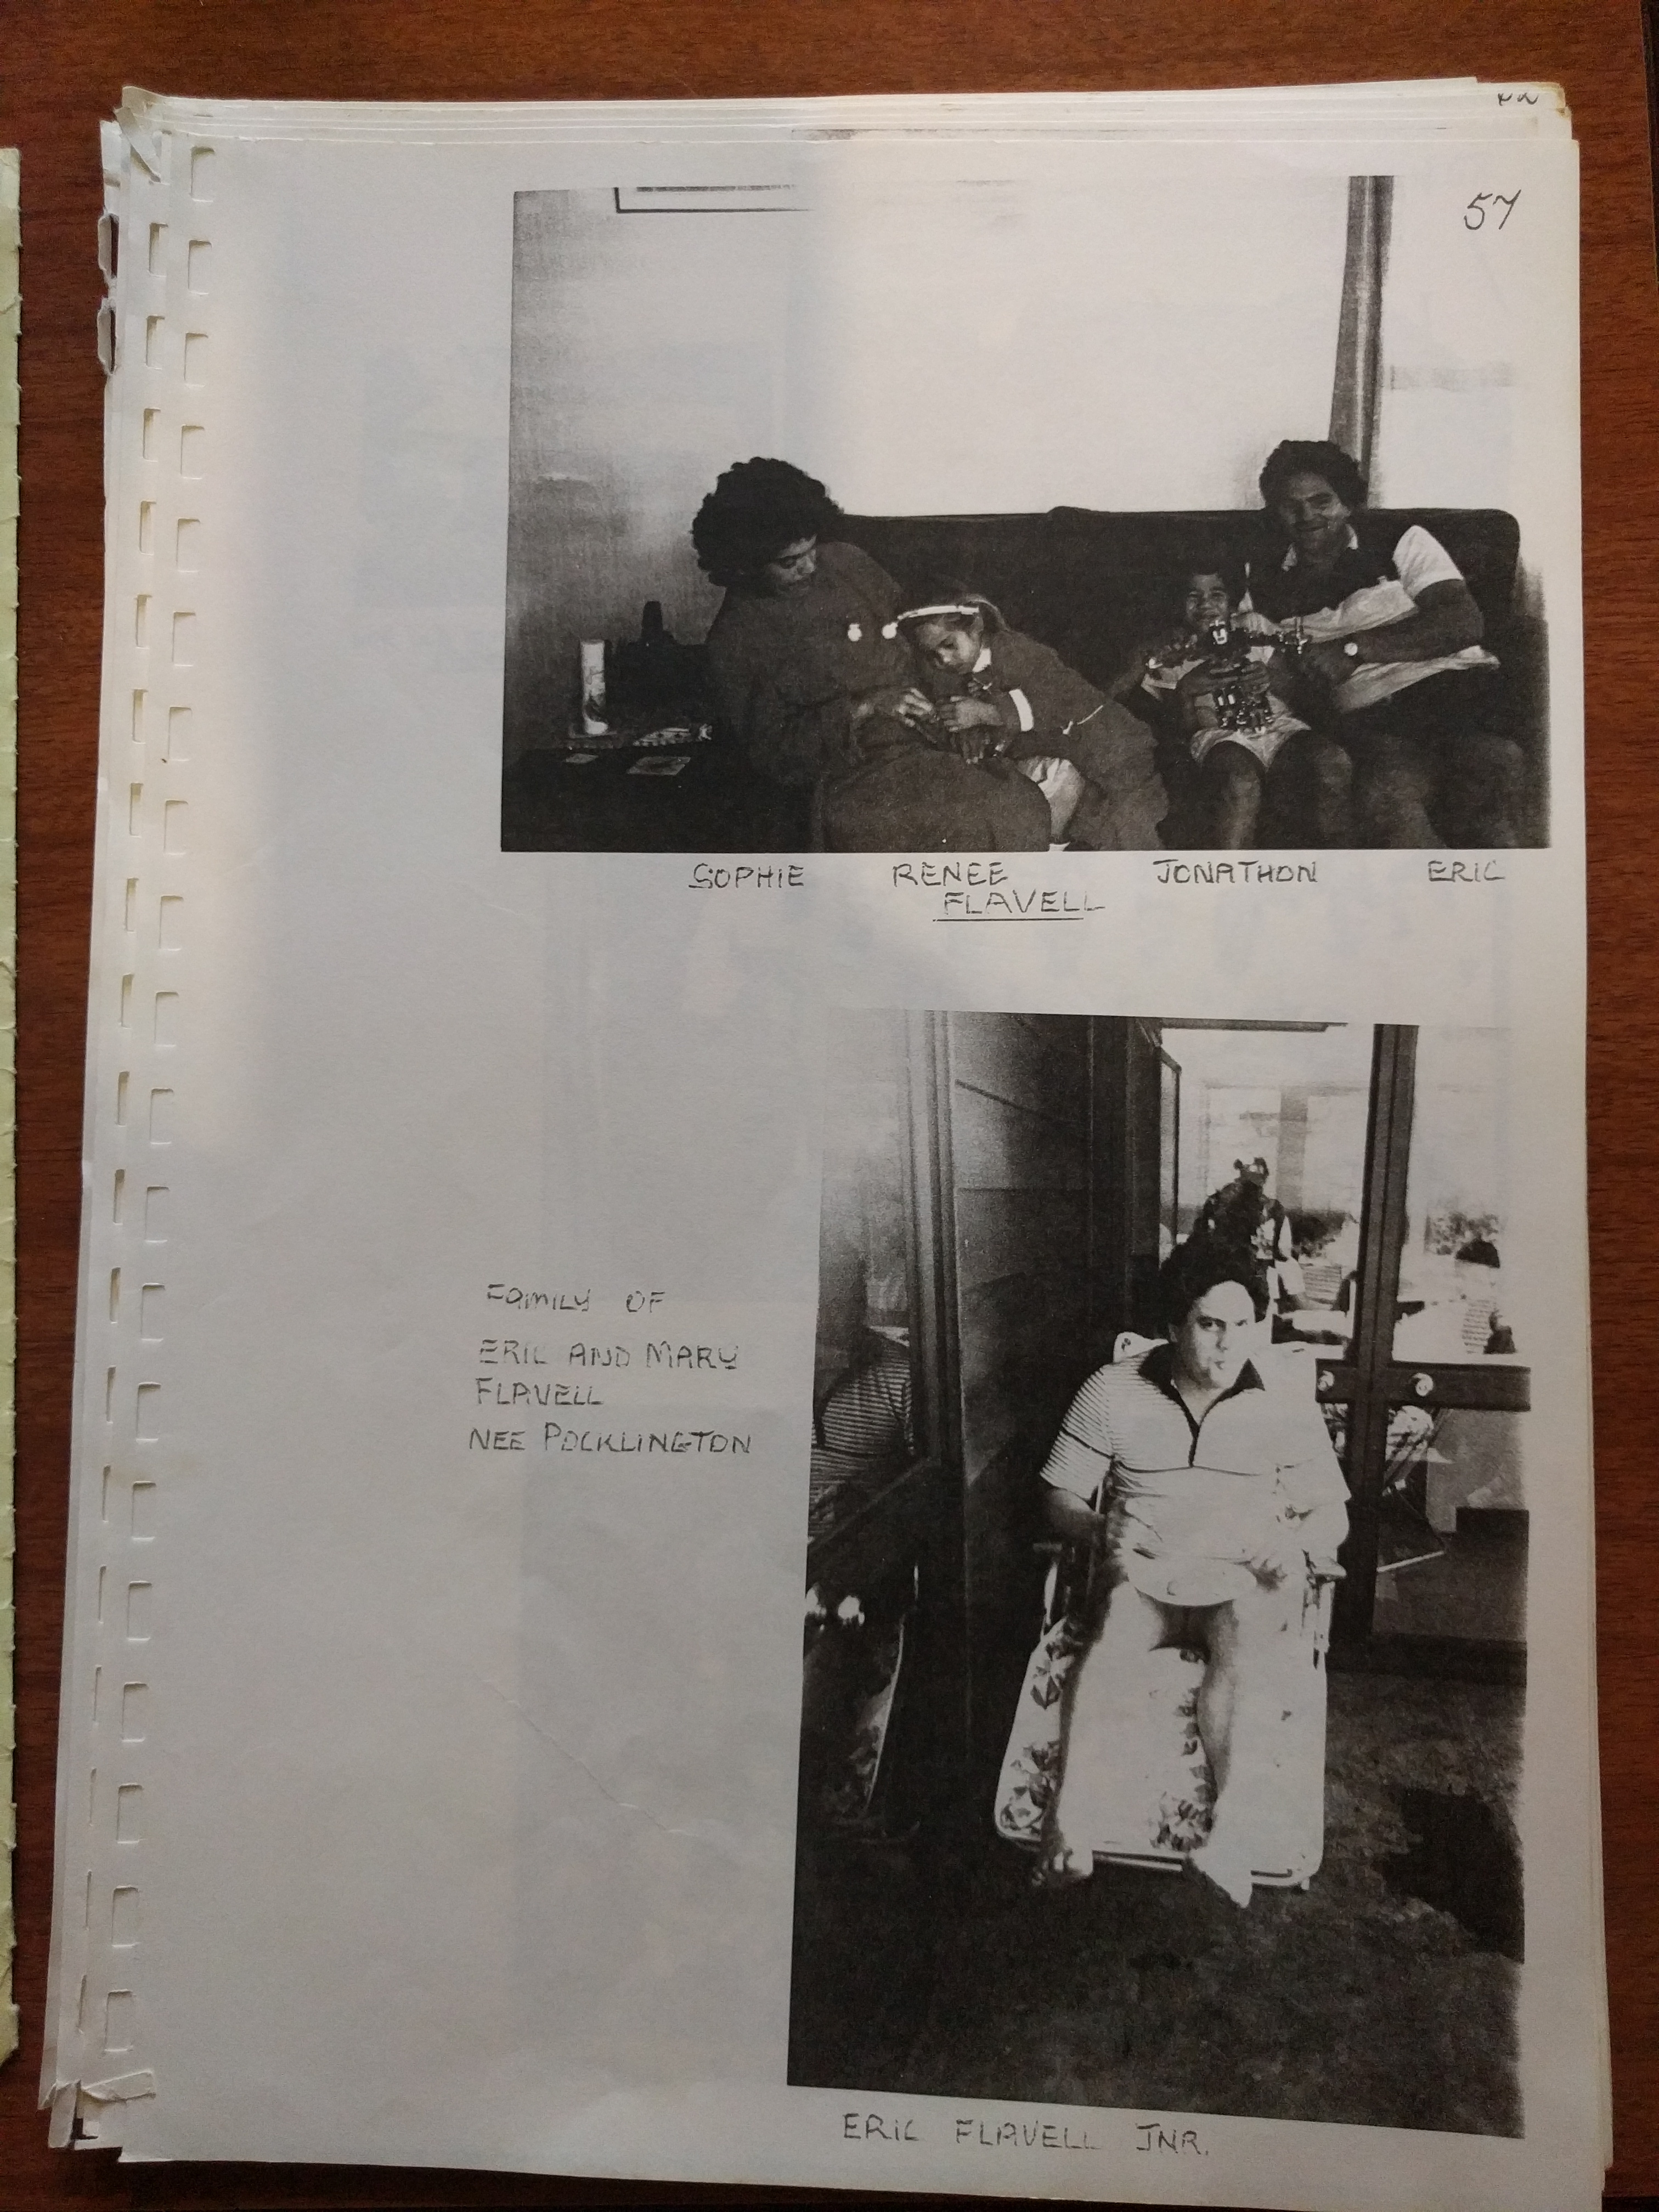 57
SOPHIE RENEE JONATHON ERIC
FLAVELL
FAMILY OF
ERIC AND MARY
FLAVELL
NEE POCKLINGTON
ERIC FLAVELL JNR.